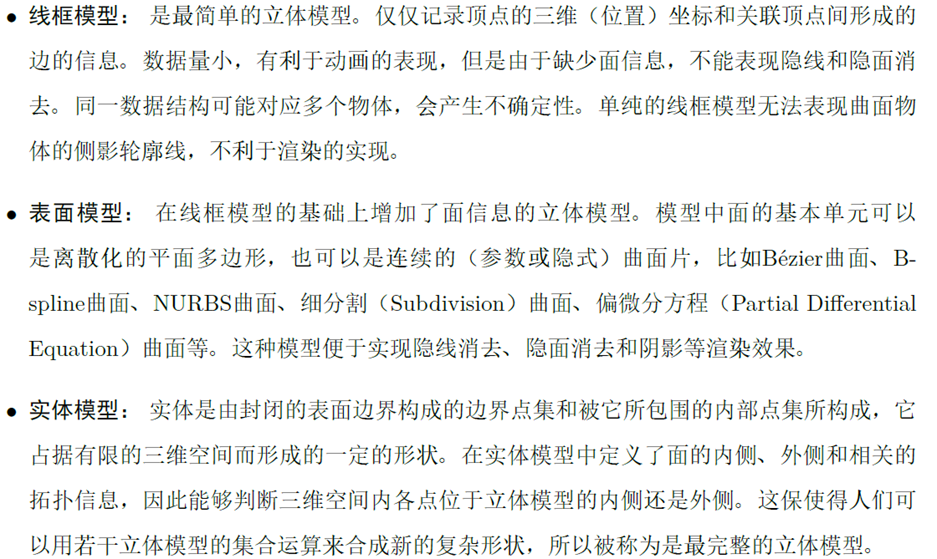 ● 线框模型： 是最简单的立体模型。仅仅记录顶点的三维（位置）坐标和关联顶点间形成的
边的信息。数据量小，有利于动画的表现，但是由于缺少面信息，不能表现隐线和隐面消
去。同一数据结构可能对应多个物体，会产生不确定性。单纯的线框模型无法表现曲面物
体的侧影轮廓线，不利于渲染的实现。
● 表面模型： 在线框模型的基础上增加了面信息的立体模型。模型中面的基本单元可以
是离散化的平面多边形，也可以是连续的（参数或隐式）曲面片，比如Bézier曲面、B-
spline曲面、NURBS曲面、细分割（Subdivision）曲面、偏微分方程（Partial Differential
Equation）曲面等。这种模型便于实现隐线消去、隐面消去和阴影等渲染效果。
● 实体模型： 实体是由封闭的表面边界构成的边界点集和被它所包围的内部点集所构成，它
占据有限的三维空间而形成的一定的形状。在实体模型中定义了面的内侧、外侧和相关的
拓扑信息，因此能够判断三维空间内各点位于立体模型的内侧还是外侧。这保使得人们可
以用若干立体模型的集合运算来合成新的复杂形状，所以被称为是最完整的立体模型。